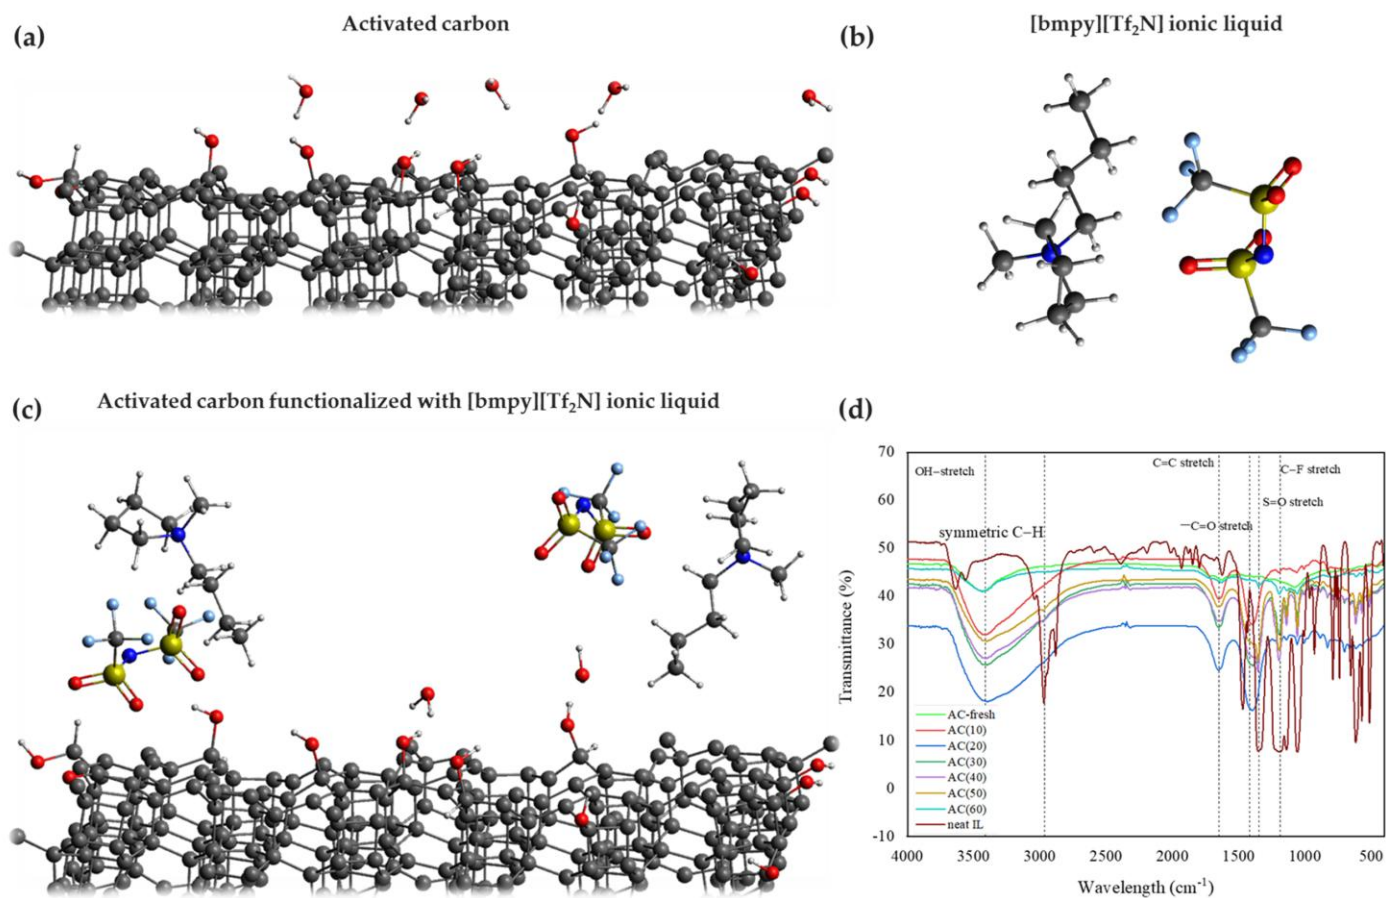 Activated carbon
(a)
(b)
[bmpy][Tf₂N] ionic liquid
(c)
Activated carbon functionalized with [bmpy][Tf₂N] ionic liquid
(d)
70
60
50
40
30
20
10
0
-10
Transmittance (%)
OH−stretch
C=C stretch
C−F stretch
S=O stretch
−C=O stretch
symmetric C−H
AC-fresh
AC(10)
AC(20)
AC(30)
AC(40)
AC(50)
AC(60)
neat IL
4000 3500 3000 2500 2000 1500 1000 500
Wavelength (cm⁻¹)